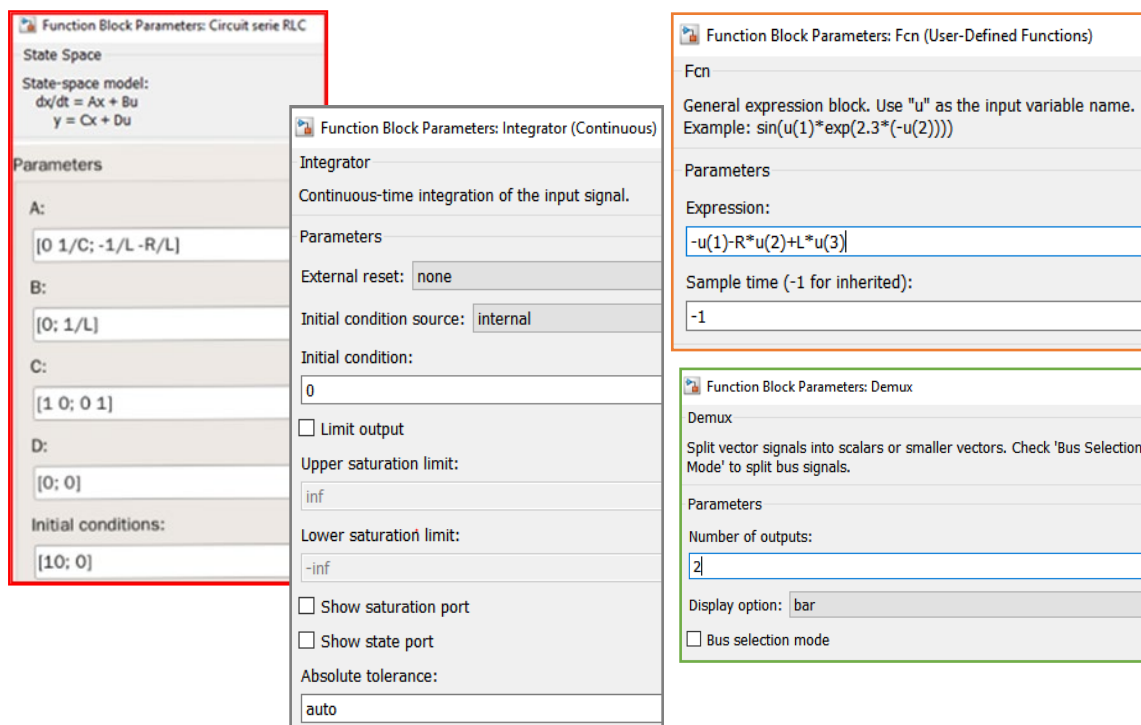 Function Block Parameters: Circuit serie RLC
State Space
State-space model:
dx/dt = Ax + Bu
y = Cx + Du
Parameters
A:
[0 1/C; -1/L -R/L]
B:
[0; 1/L]
C:
[1 0; 0 1]
D:
[0; 0]
Initial conditions:
[10; 0]
Function Block Parameters: Integrator (Continuous)
Integrator
Continuous-time integration of the input signal.
Parameters
External reset: none
Initial condition source: internal
Initial condition:
0
Limit output
Upper saturation limit:
inf
Lower saturation limit:
-inf
Show saturation port
Show state port
Absolute tolerance:
auto
Function Block Parameters: Fcn (User-Defined Functions)
Fcn
General expression block. Use "u" as the input variable name.
Example: sin(u(1)*exp(2.3*(-u(2))))
Parameters
Expression:
-u(1)-R*u(2)+L*u(3)
Sample time (-1 for inherited):
-1
Function Block Parameters: Demux
Demux
Split vector signals into scalars or smaller vectors. Check 'Bus Selection
Mode' to split bus signals.
Parameters
Number of outputs:
2
Display option: bar
Bus selection mode